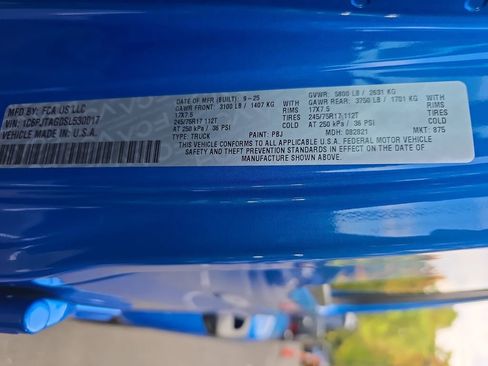 MFD BY: FCA US LLC
VEHICLE MADE IN: U.S.A.
DATE OF MFR (BUILT): 9-25
GAWR FRONT: 3100 LB / 1407 KG
17X7.5
245/75R17 112T
AT 250 kPa / 36 PSI
TYPE: TRUCK
WITH
RIMS
TIRES
COLD
PAINT: PBJ
GVWR: 5800 LB / 2631 KG
GAWR REAR: 3750 LB / 1701 KG
17X7.5
245/75R17 112T
AT 250 kPa / 36 PSI
MDH: 082821
WITH
RIMS
TIRES
COLD
MKT: 875
THIS VEHICLE CONFORMS TO ALL APPLICABLE U.S.A. FEDERAL MOTOR VEHICLE
SAFETY AND THEFT PREVENTION STANDARDS IN EFFECT ON THE DATE OF
MANUFACTURE SHOWN ABOVE.